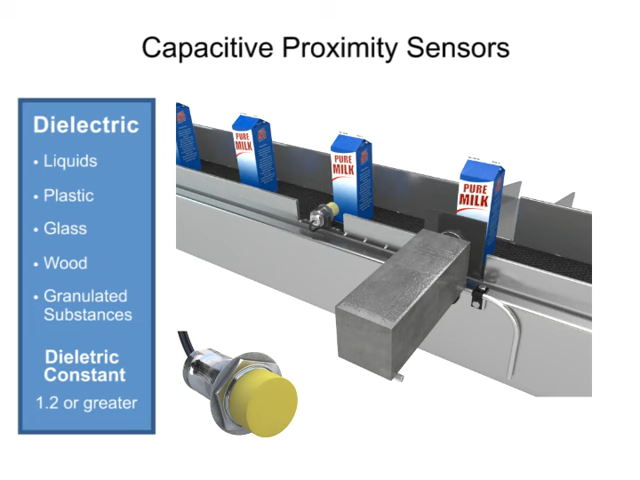 Capacitive Proximity Sensors
Dielectric
• Liquids
• Plastic
• Glass
• Wood
• Granulated
Substances
Dieletric
Constant
1.2 or greater
PURE
MILK
PURE
MILK
PURE
MILK